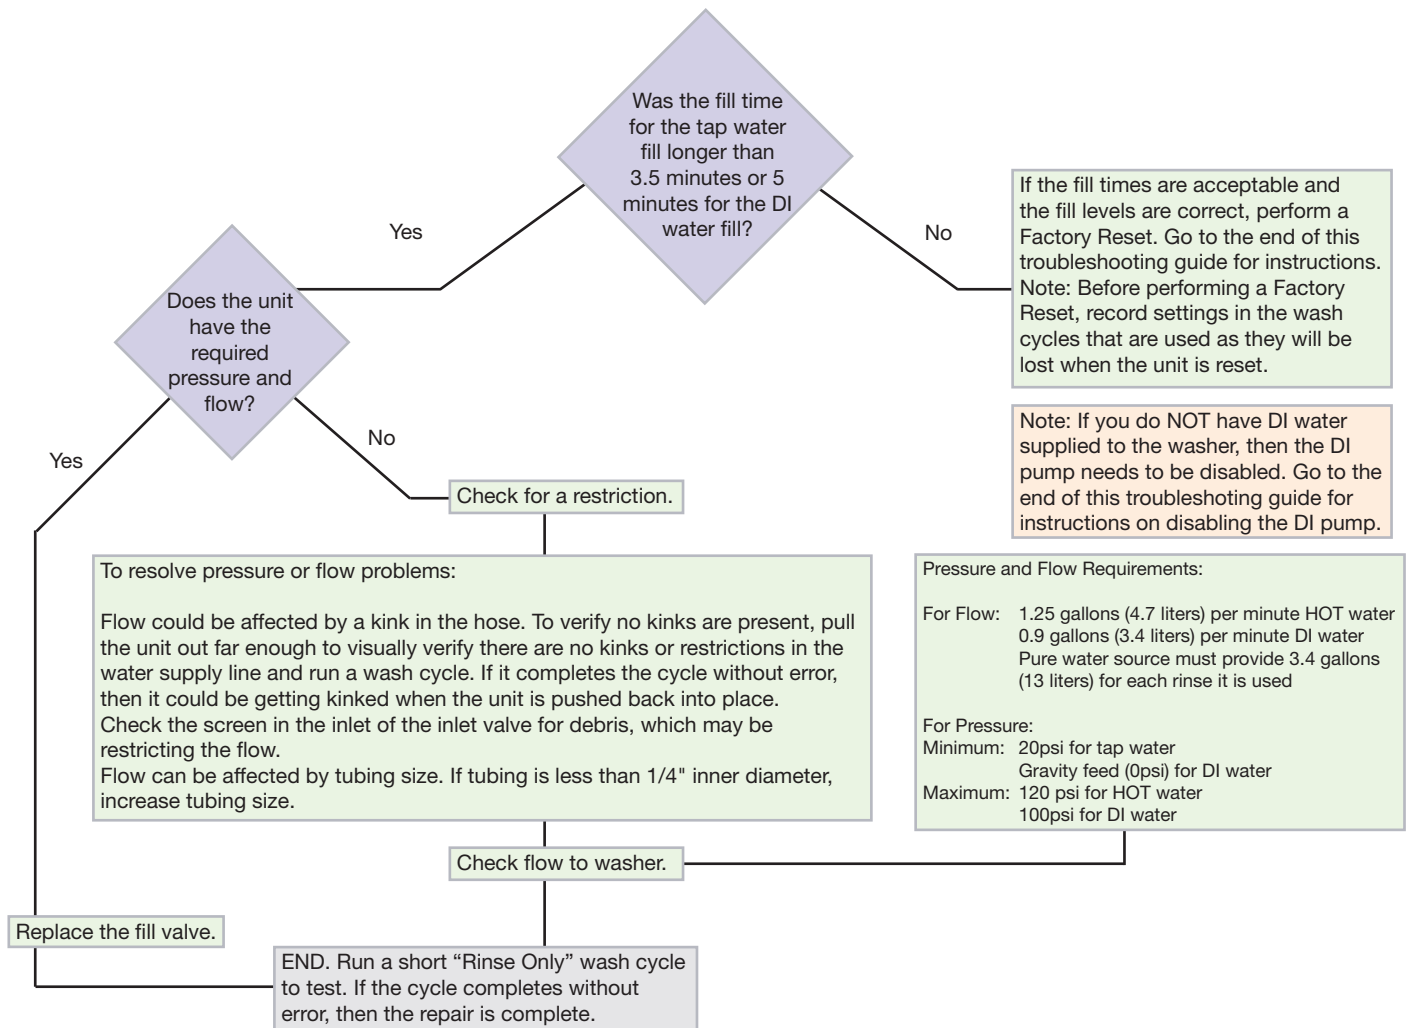 Was the fill time
for the tap water
fill longer than
3.5 minutes or 5
minutes for the DI
water fill?
Yes
No
If the fill times are acceptable and
the fill levels are correct, perform a
Factory Reset. Go to the end of this
troubleshooting guide for instructions.
Note: Before performing a Factory
Reset, record settings in the wash
cycles that are used as they will be
lost when the unit is reset.
Does the unit
have the
required
pressure and
flow?
Yes
No
Note: If you do NOT have DI water
supplied to the washer, then the DI
pump needs to be disabled. Go to the
end of this troubleshoting guide for
instructions on disabling the DI pump.
Check for a restriction.
To resolve pressure or flow problems:
Flow could be affected by a kink in the hose. To verify no kinks are present, pull
the unit out far enough to visually verify there are no kinks or restrictions in the
water supply line and run a wash cycle. If it completes the cycle without error,
then it could be getting kinked when the unit is pushed back into place.
Check the screen in the inlet of the inlet valve for debris, which may be
restricting the flow.
Flow can be affected by tubing size. If tubing is less than 1/4" inner diameter,
increase tubing size.
Pressure and Flow Requirements:
For Flow: 1.25 gallons (4.7 liters) per minute HOT water
0.9 gallons (3.4 liters) per minute DI water
Pure water source must provide 3.4 gallons
(13 liters) for each rinse it is used
For Pressure:
Minimum: 20psi for tap water
Gravity feed (0psi) for DI water
Maximum: 120 psi for HOT water
100psi for DI water
Check flow to washer.
Replace the fill valve.
END. Run a short “Rinse Only” wash cycle
to test. If the cycle completes without
error, then the repair is complete.